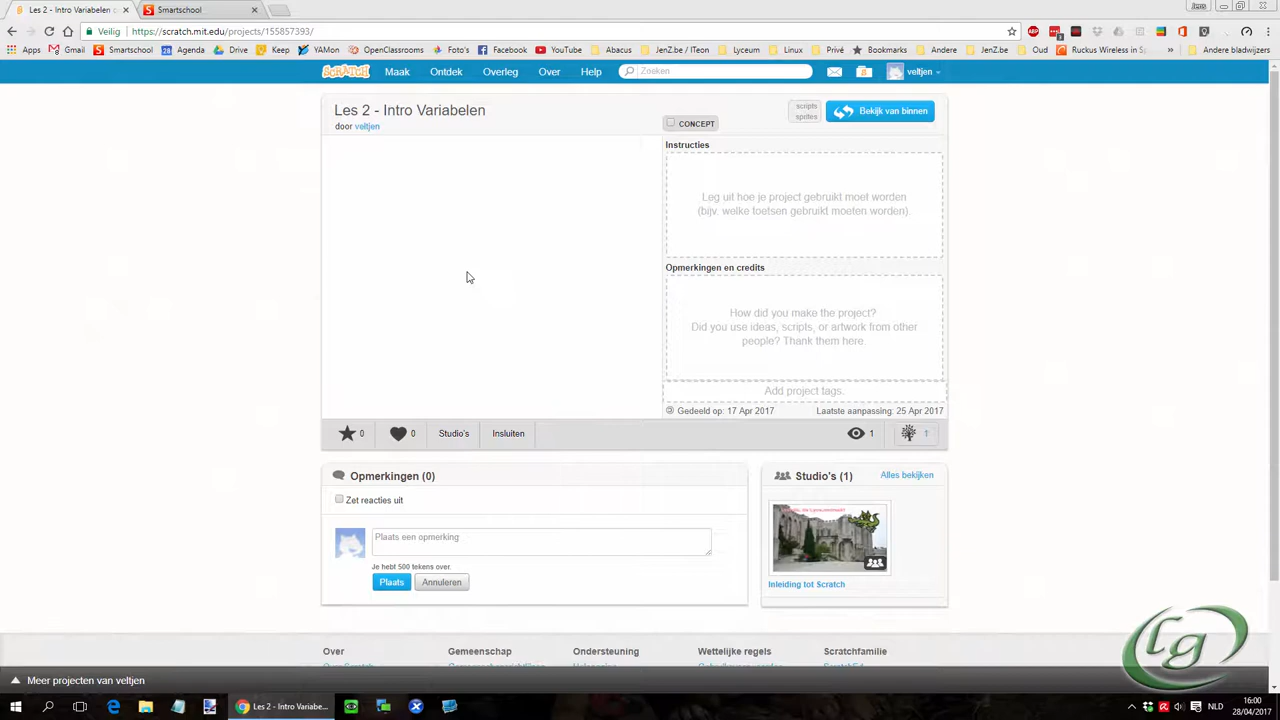 Les 2 - Intro Variabelen
Smartschool
Jens
Veilig
https://scratch.mit.edu/projects/155857393/
Apps
Gmail
Smartschool
Agenda
Drive
Keep
YAMon
OpenClassrooms
Foto's
Facebook
YouTube
Abacus
JenZ.be / ITeon
Lyceum
Linux
Privé
Bookmarks
Andere
JenZ.be
Oud
Ruckus Wireless in
Andere bladwijzers
SCRATCH
Maak
Ontdek
Overleg
Over
Help
Zoeken
veltjen
Les 2 - Intro Variabelen
door veltjen
CONCEPT
scripts
sprites
Bekijk van binnen
Instructies
Leg uit hoe je project gebruikt moet worden
(bijv. welke toetsen gebruikt moeten worden).
Opmerkingen en credits
How did you make the project?
Did you use ideas, scripts, or artwork from other
people? Thank them here.
Add project tags.
Gedeeld op: 17 Apr 2017
Laatste aanpassing: 25 Apr 2017
0
0
Studio's
Insluiten
1
1
Opmerkingen (0)
Zet reacties uit
Plaats een opmerking
Je hebt 500 tekens over.
Plaats
Annuleren
Studio's (1)
Alles bekijken
Inleiding tot Scratch
Over
Gemeenschap
Ondersteuning
Wettelijke regels
Scratchfamilie
lg
Meer projecten van veltjen
Les 2 - Intro Variabe...
NLD
16:00
28/04/2017